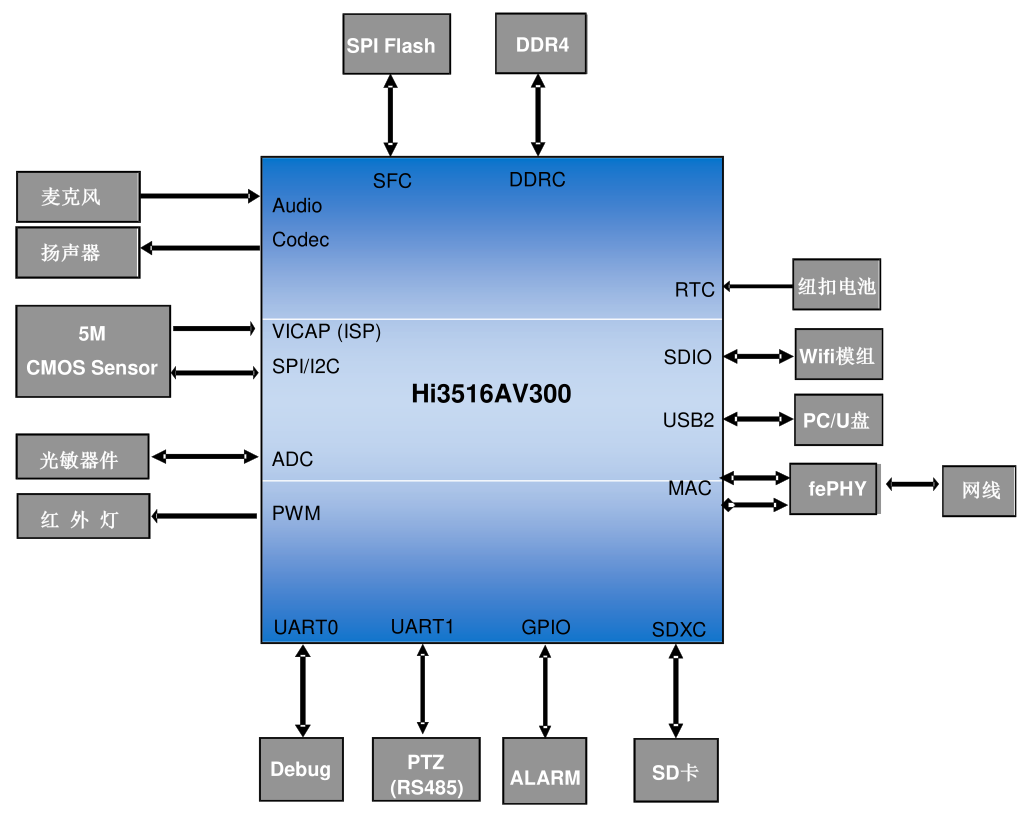 SPI Flash
DDR4
SFC
DDRC
麦克风
Audio
扬声器
Codec
RTC
纽扣电池
5M
CMOS Sensor
VICAP (ISP)
SPI/I2C
SDIO
Wifi模组
Hi3516AV300
USB2
PC/U盘
光敏器件
ADC
MAC
fePHY
网线
红 外 灯
PWM
UART0
UART1
GPIO
SDXC
Debug
PTZ
(RS485)
ALARM
SD卡